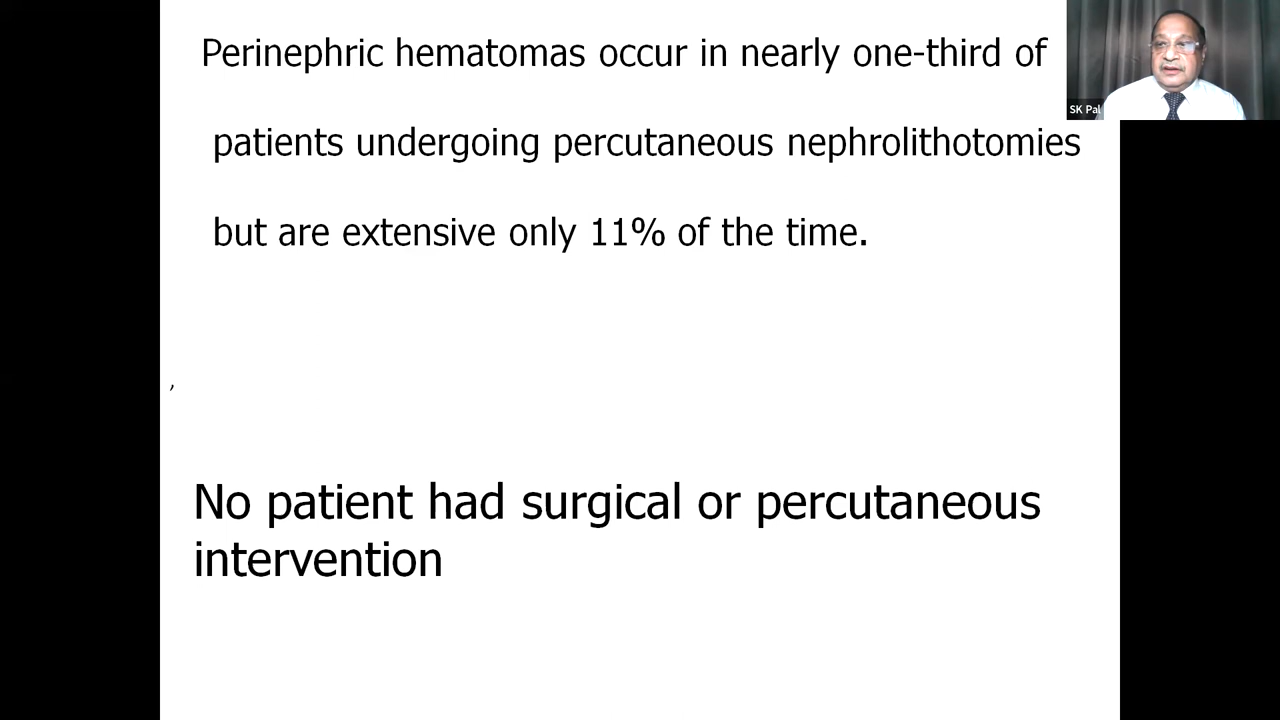 Perinephric hematomas occur in nearly one-third of
patients undergoing percutaneous nephrolithotomies
but are extensive only 11% of the time.
,
No patient had surgical or percutaneous
intervention
SK Pal